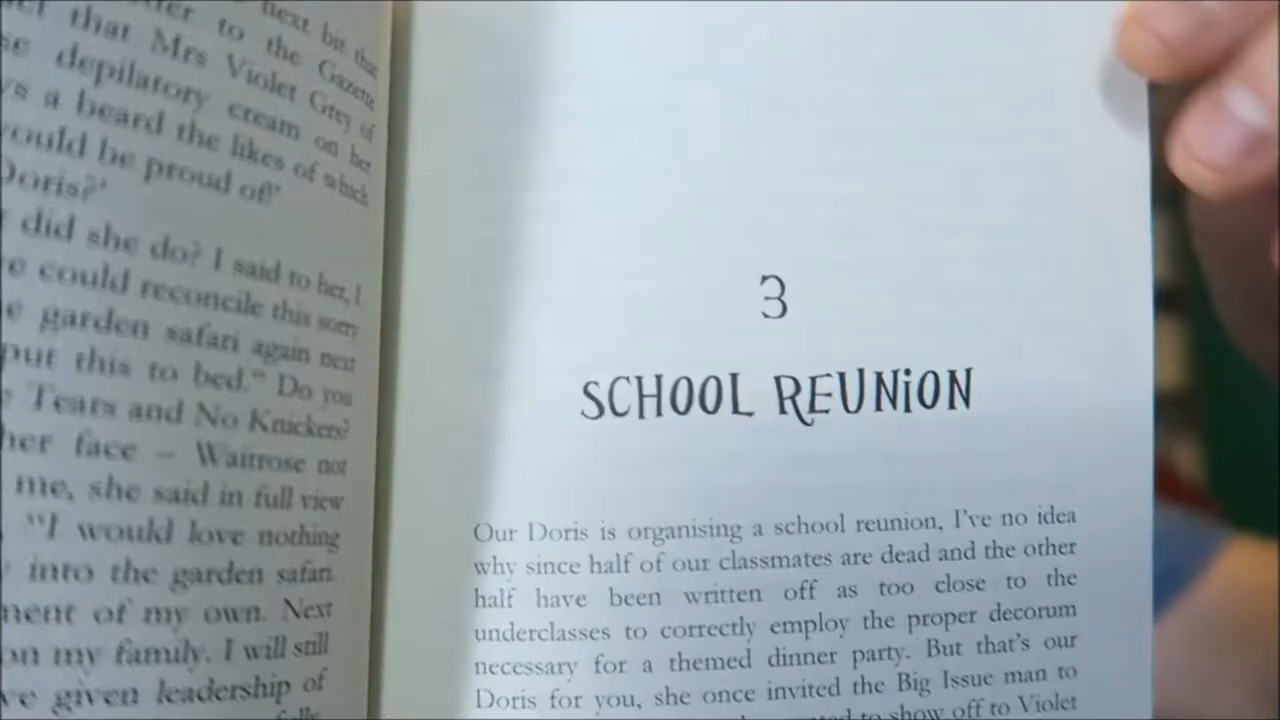 next bit that
to the Gazette
that Mrs Violet Grey of
depilatory cream on her
a beard the likes of which
would be proud of!'
Doris?'
did she do? I said to her, I
could reconcile this sorry
garden safari again next
put this to bed." Do you
Tears and No Knickers?
her face – Waitrose not
me, she said in full view
"I would love nothing
into the garden safari
of my own. Next
on my family. I will still
given leadership of
3
SCHOOL REUNiON
Our Doris is organising a school reunion, I've no idea
why since half of our classmates are dead and the other
half have been written off as too close to the
underclasses to correctly employ the proper decorum
necessary for a themed dinner party. But that's our
Doris for you, she once invited the Big Issue man to
to show off to Violet